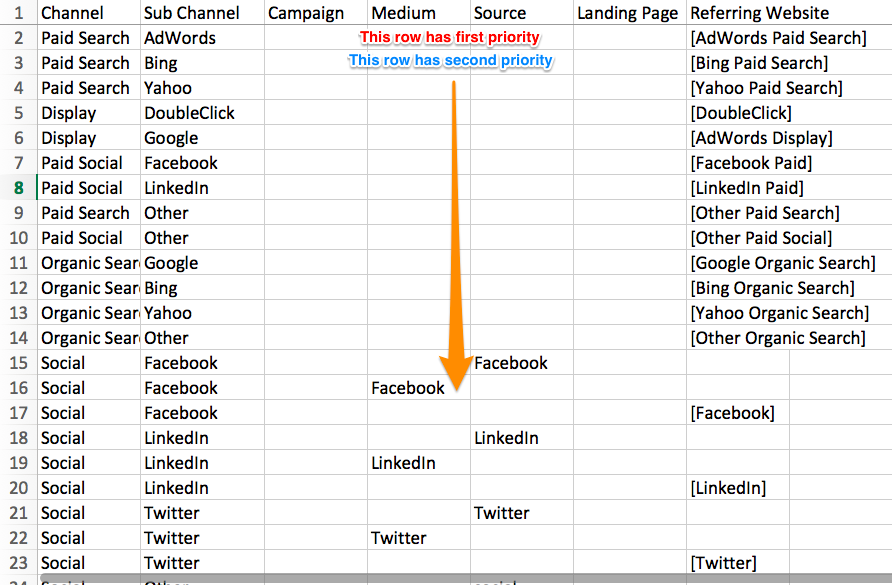 1 Channel Sub Channel Campaign Medium Source Landing Page Referring Website
2 Paid Search AdWords This row has first priority [AdWords Paid Search]
3 Paid Search Bing This row has second priority [Bing Paid Search]
4 Paid Search Yahoo [Yahoo Paid Search]
5 Display DoubleClick [DoubleClick]
6 Display Google [AdWords Display]
7 Paid Social Facebook [Facebook Paid]
8 Paid Social LinkedIn [LinkedIn Paid]
9 Paid Search Other [Other Paid Search]
10 Paid Social Other [Other Paid Social]
11 Organic Sear Google [Google Organic Search]
12 Organic Sear Bing [Bing Organic Search]
13 Organic Sear Yahoo [Yahoo Organic Search]
14 Organic Sear Other [Other Organic Search]
15 Social Facebook Facebook
16 Social Facebook Facebook
17 Social Facebook [Facebook]
18 Social LinkedIn LinkedIn
19 Social LinkedIn LinkedIn
20 Social LinkedIn [LinkedIn]
21 Social Twitter Twitter
22 Social Twitter Twitter
23 Social Twitter [Twitter]